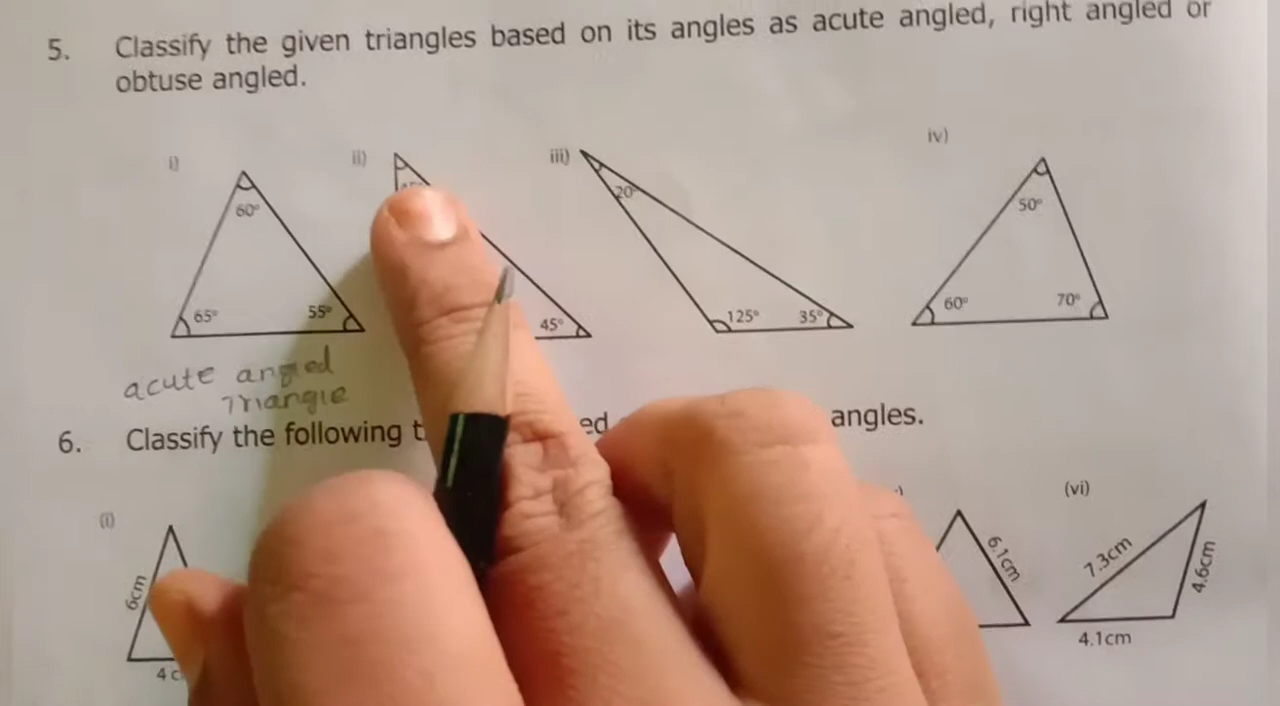 5. Classify the given triangles based on its angles as acute angled, right angled or
obtuse angled.
i) ii) iii) iv)
60° 20° 50°
65° 55° 45° 125° 35° 60° 70°
acute angled
Triangle
6. Classify the following angles.
(i) (vi)
6cm 6.1cm 7.3cm 4.6cm
4.1cm